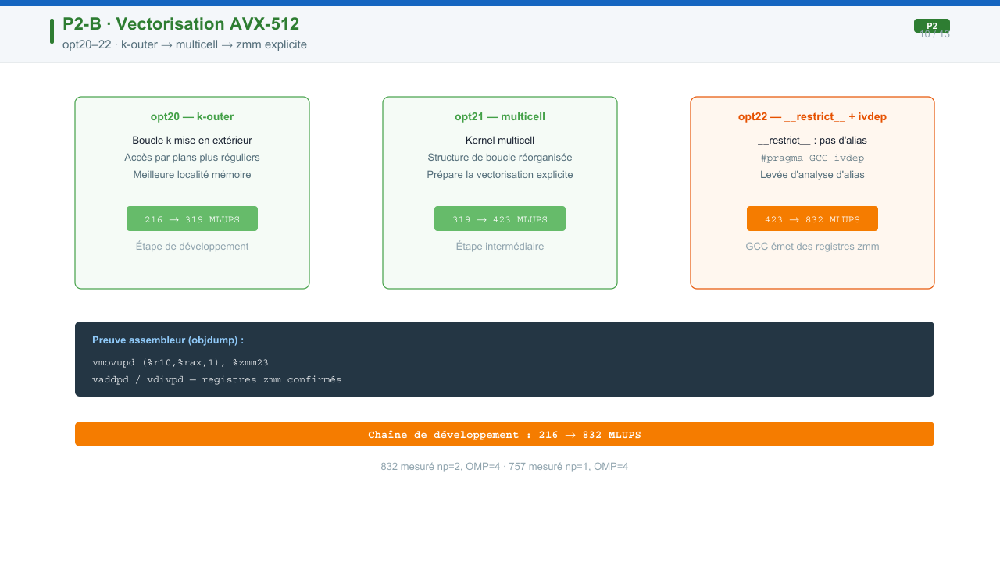 P2-B · Vectorisation AVX-512
opt20–22 · k-outer → multicell → zmm explicite
P2
10 / 13
opt20 — k-outer
Boucle k mise en extérieur
Accès par plans plus réguliers
Meilleure localité mémoire
216 → 319 MLUPS
Étape de développement
opt21 — multicell
Kernel multicell
Structure de boucle réorganisée
Prépare la vectorisation explicite
319 → 423 MLUPS
Étape intermédiaire
opt22 — __restrict__ + ivdep
__restrict__ : pas d'alias
#pragma GCC ivdep
Levée d'analyse d'alias
423 → 832 MLUPS
GCC émet des registres zmm
Preuve assembleur (objdump) :
vmovupd (%r10,%rax,1), %zmm23
vaddpd / vdivpd — registres zmm confirmés
Chaîne de développement : 216 → 832 MLUPS
832 mesuré np=2, OMP=4 · 757 mesuré np=1, OMP=4